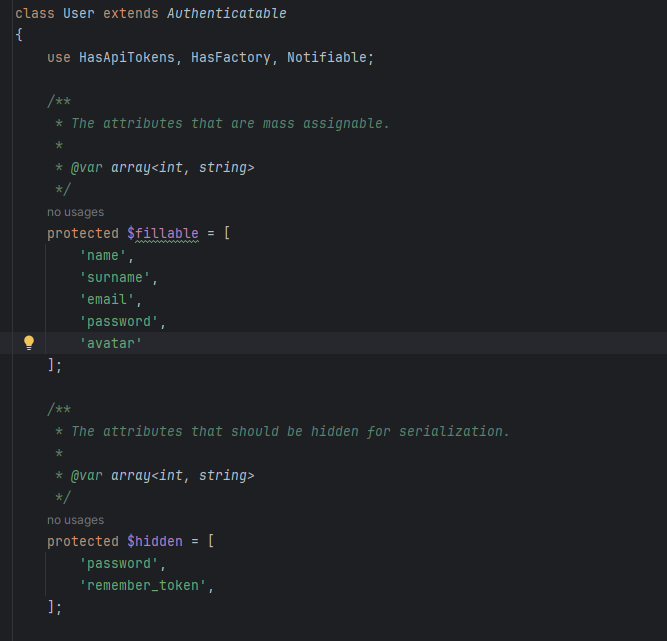 class User extends Authenticatable
{
use HasApiTokens, HasFactory, Notifiable;
/**
* The attributes that are mass assignable.
*
* @var array<int, string>
*/
no usages
protected $fillable = [
'name',
'surname',
'email',
'password',
'avatar'
];
/**
* The attributes that should be hidden for serialization.
*
* @var array<int, string>
*/
no usages
protected $hidden = [
'password',
'remember_token',
];